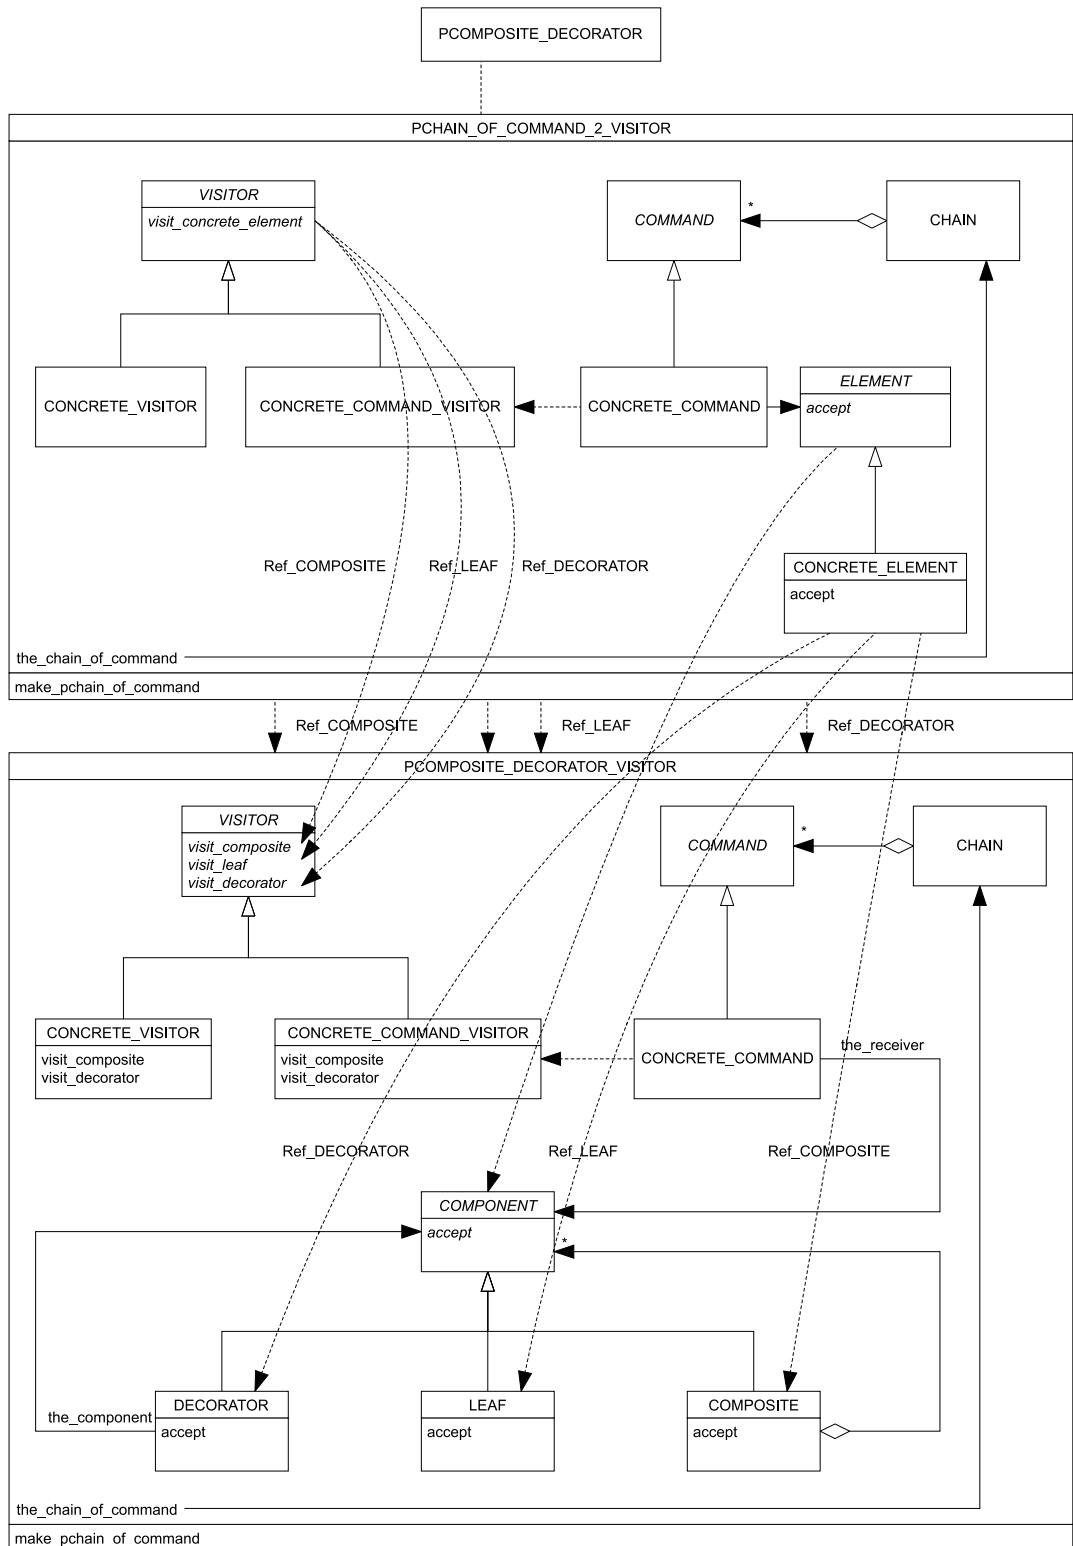 PCOMPOSITE_DECORATOR
PCHAIN_OF_COMMAND_2_VISITOR
VISITOR
visit_concrete_element
COMMAND
*
CHAIN
CONCRETE_VISITOR
CONCRETE_COMMAND_VISITOR
CONCRETE_COMMAND
ELEMENT
accept
Ref_COMPOSITE
Ref_LEAF
Ref_DECORATOR
CONCRETE_ELEMENT
accept
the_chain_of_command
make_pchain_of_command
Ref_COMPOSITE
Ref_LEAF
Ref_DECORATOR
PCOMPOSITE_DECORATOR_VISITOR
VISITOR
visit_composite
visit_leaf
visit_decorator
COMMAND
*
CHAIN
CONCRETE_VISITOR
visit_composite
visit_decorator
CONCRETE_COMMAND_VISITOR
visit_composite
visit_decorator
CONCRETE_COMMAND
the_receiver
Ref_DECORATOR
Ref_LEAF
Ref_COMPOSITE
COMPONENT
accept
*
the_component
DECORATOR
accept
LEAF
accept
COMPOSITE
accept
the_chain_of_command
make_pchain_of_command